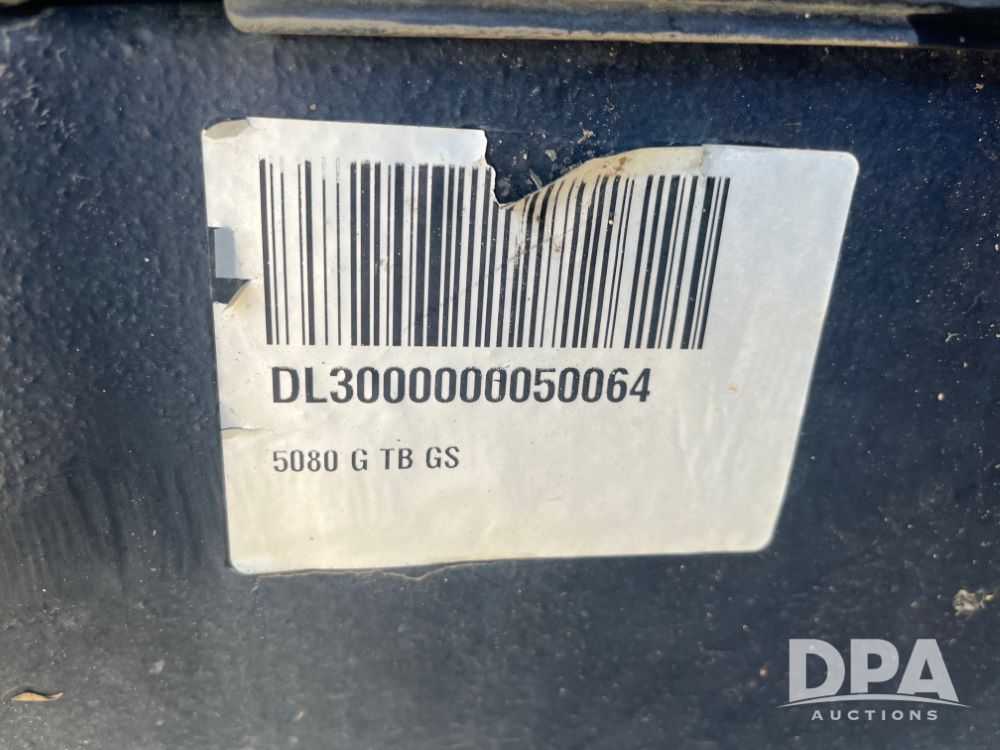 DL3000000050064
5080 G TB GS
DPA
AUCTIONS